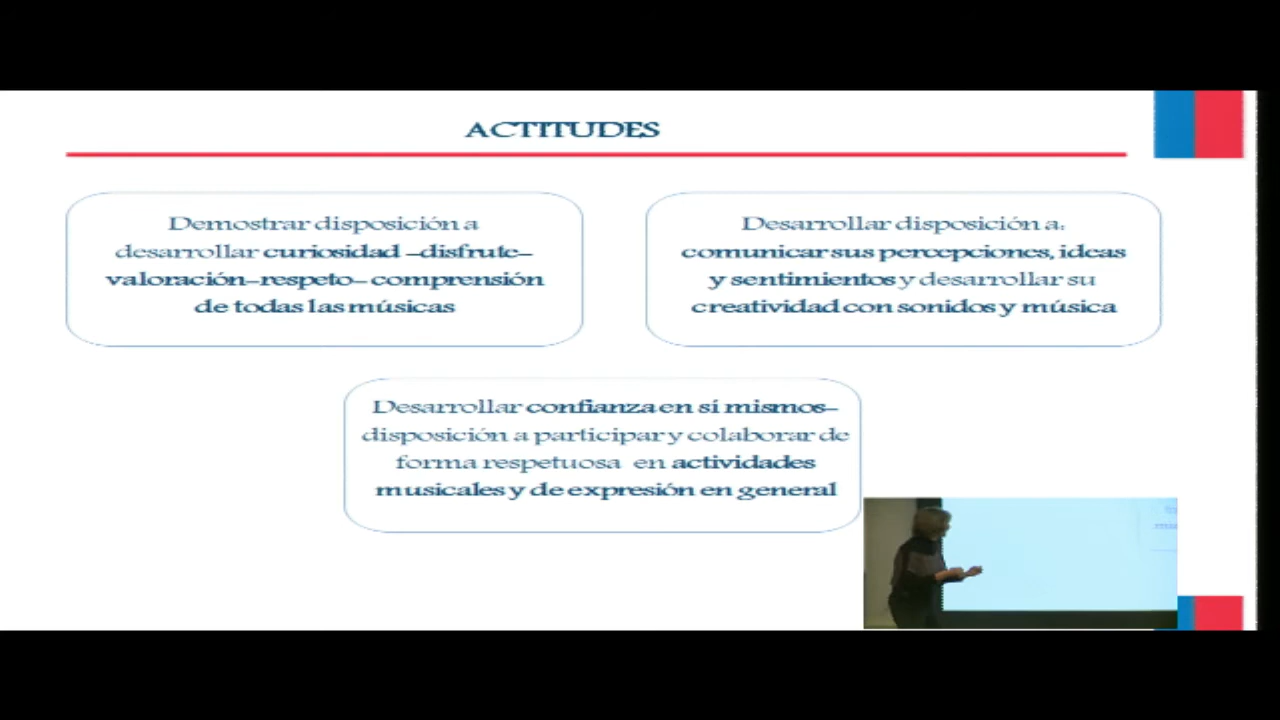 ACTITUDES
Demostrar disposición a
desarrollar curiosidad –disfrute–
valoración–respeto– comprensión
de todas las músicas
Desarrollar disposición a:
comunicar sus percepciones, ideas
y sentimientos y desarrollar su
creatividad con sonidos y música
Desarrollar confianza en sí mismos–
disposición a participar y colaborar de
forma respetuosa en actividades
musicales y de expresión en general